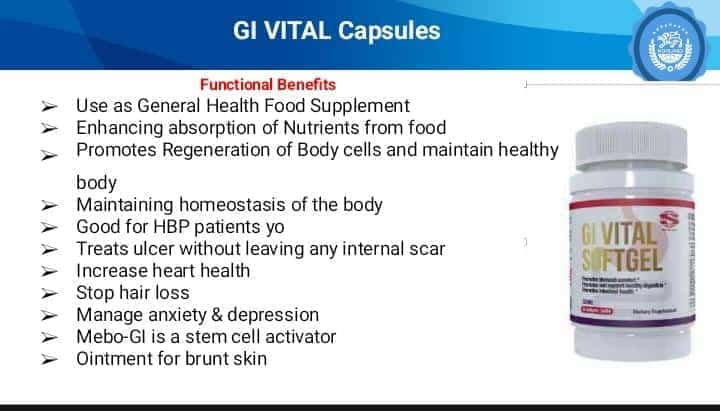 GI VITAL Capsules
Functional Benefits
➢ Use as General Health Food Supplement
➢ Enhancing absorption of Nutrients from food
➢ Promotes Regeneration of Body cells and maintain healthy
body
➢ Maintaining homeostasis of the body
➢ Good for HBP patients yo
➢ Treats ulcer without leaving any internal scar
➢ Increase heart health
➢ Stop hair loss
➢ Manage anxiety & depression
➢ Mebo-GI is a stem cell activator
➢ Ointment for brunt skin
GI VITAL
SOFTGEL
Dietary Supplement